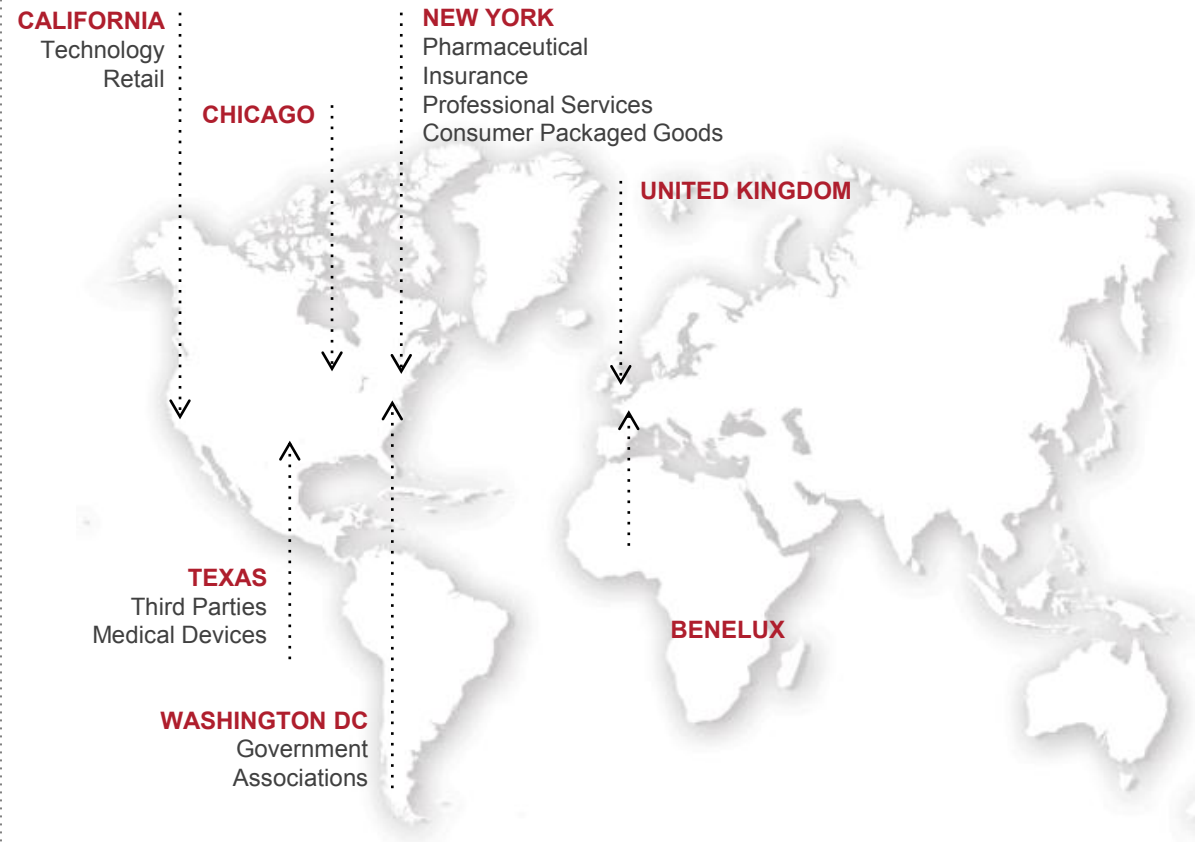 CALIFORNIA
Technology
Retail
CHICAGO
NEW YORK
Pharmaceutical
Insurance
Professional Services
Consumer Packaged Goods
UNITED KINGDOM
TEXAS
Third Parties
Medical Devices
BENELUX
WASHINGTON DC
Government
Associations